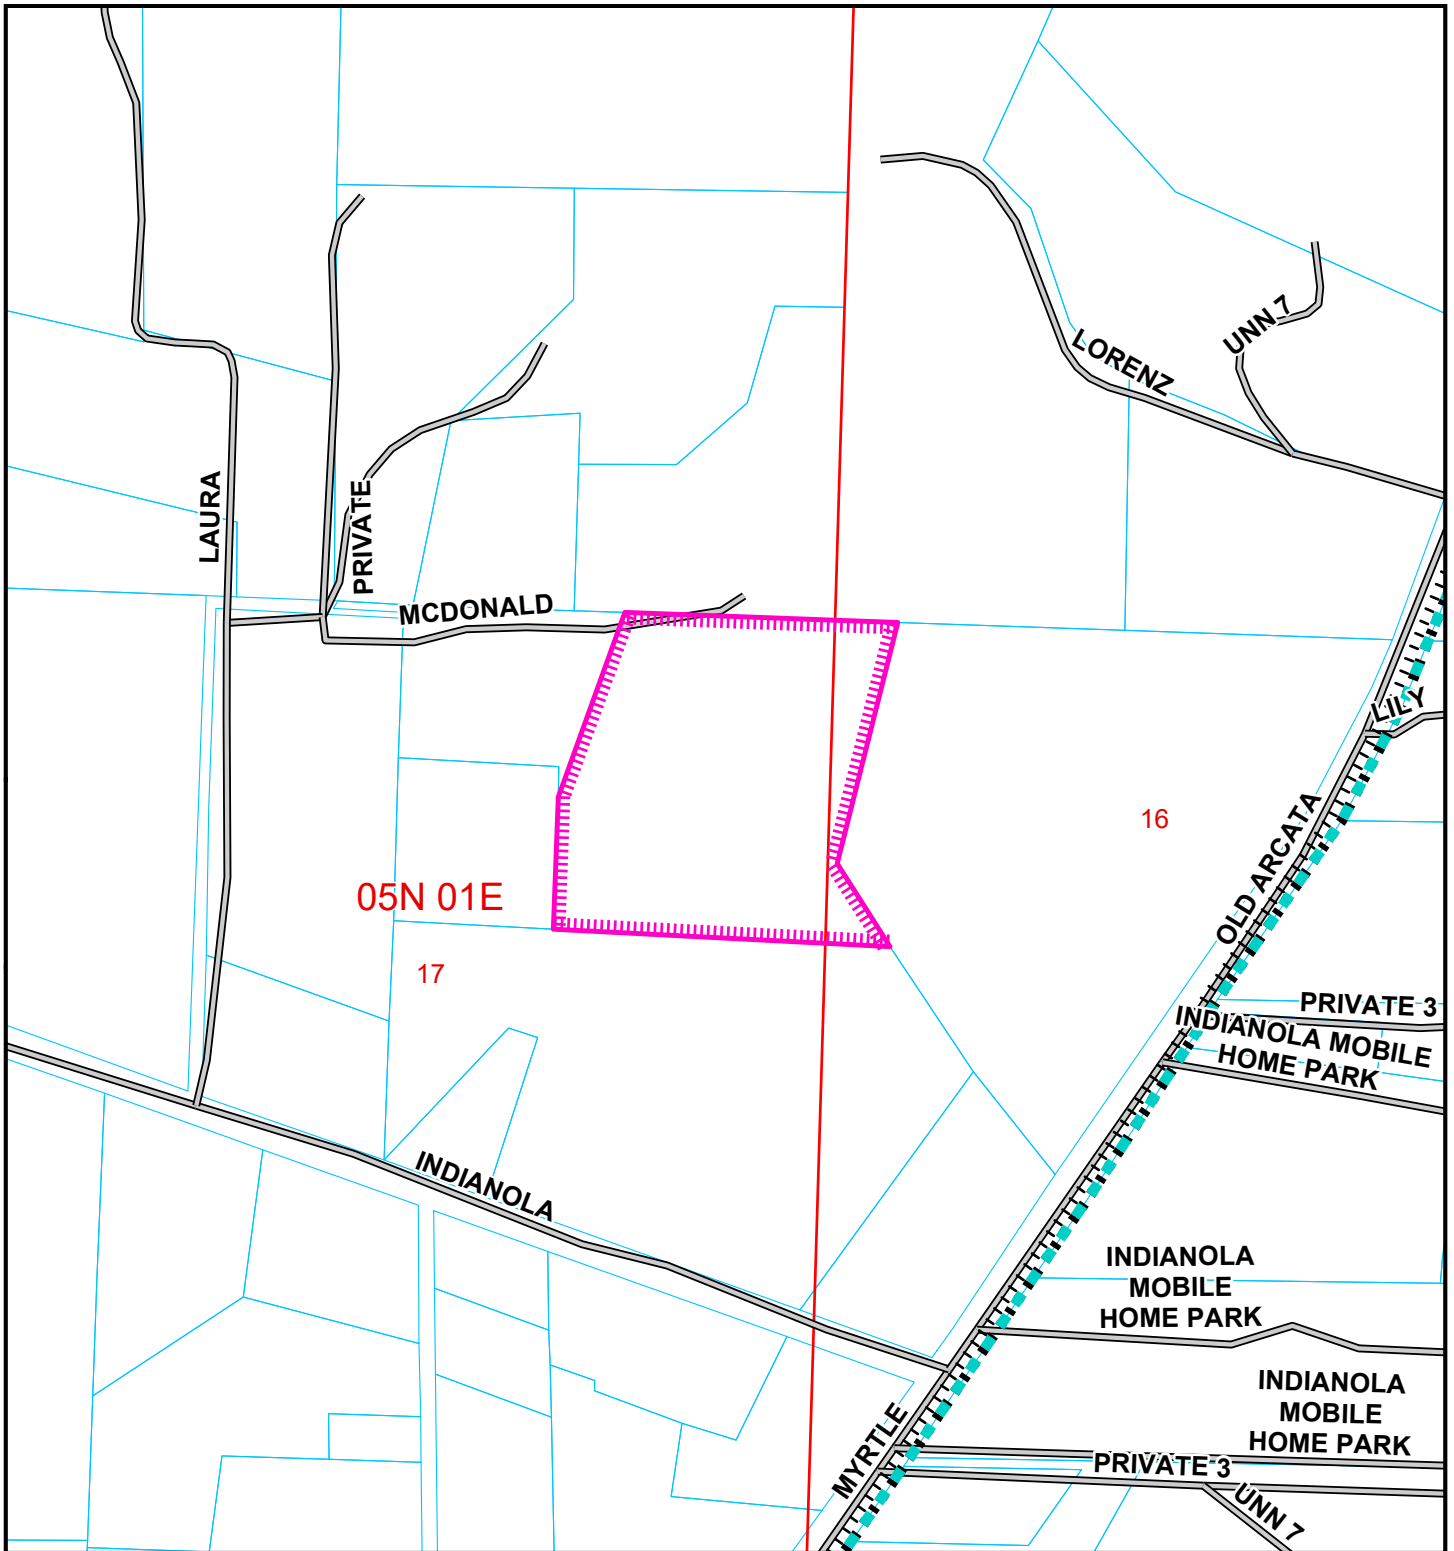 UNN 7
LORENZ
LAURA
PRIVATE
MCDONALD
LILY
16
OLD ARCATA
05N 01E
17
PRIVATE 3
INDIANOLA MOBILE
HOME PARK
INDIANOLA
INDIANOLA
MOBILE
HOME PARK
INDIANOLA
MOBILE
HOME PARK
MYRTLE
PRIVATE 3
UNN 7